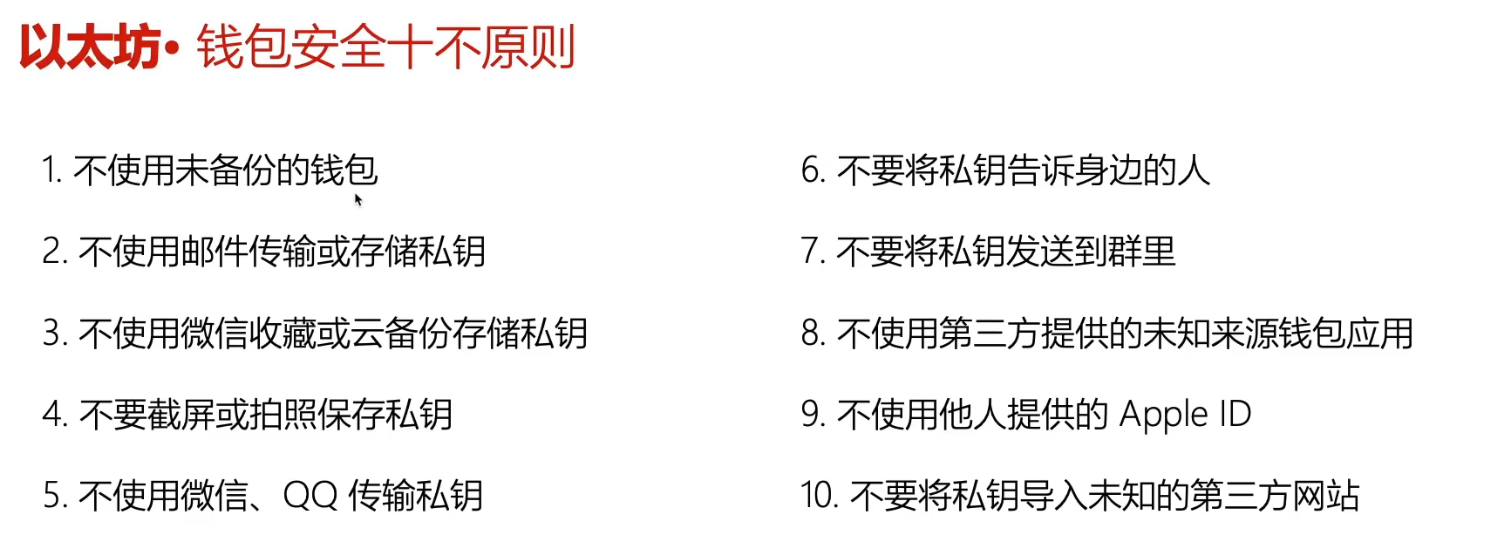 以太坊• 钱包安全十不原则
1. 不使用未备份的钱包
2. 不使用邮件传输或存储私钥
3. 不使用微信收藏或云备份存储私钥
4. 不要截屏或拍照保存私钥
5. 不使用微信、QQ 传输私钥
6. 不要将私钥告诉身边的人
7. 不要将私钥发送到群里
8. 不使用第三方提供的未知来源钱包应用
9. 不使用他人提供的 Apple ID
10. 不要将私钥导入未知的第三方网站